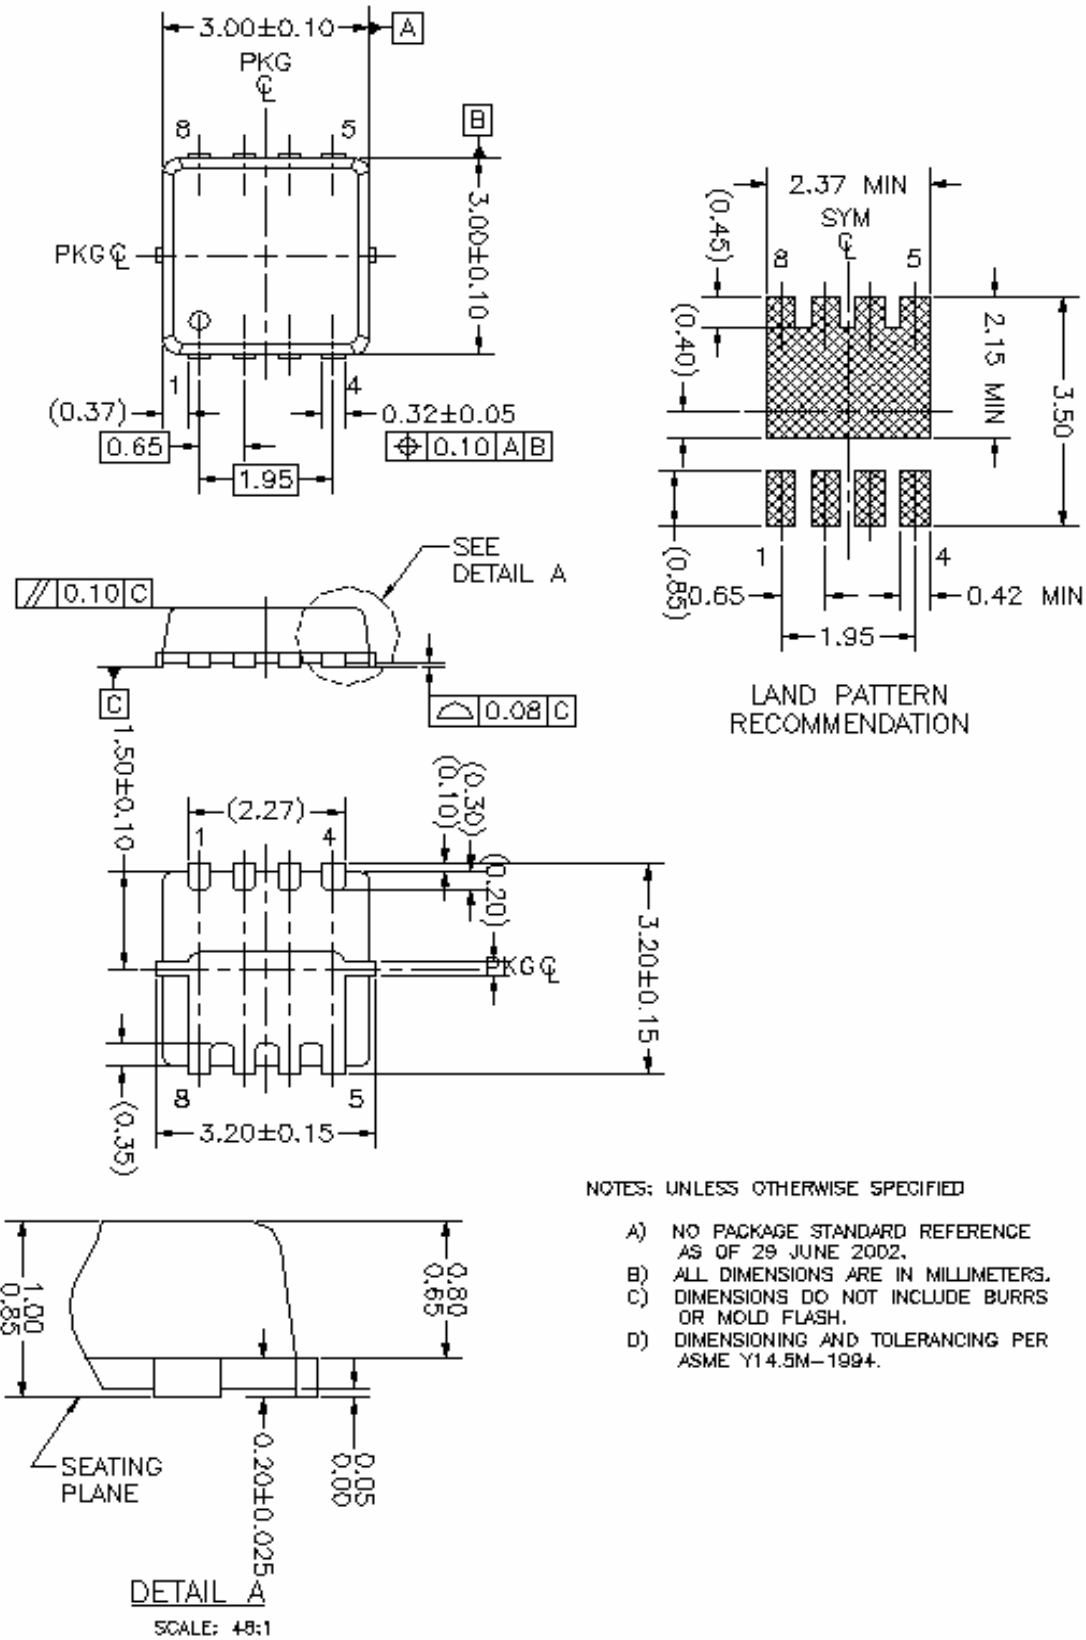 3.00±0.10
A
PKG
℄
8
5
B
3.00±0.10
PKG ℄
1
4
(0.37)
0.32±0.05
0.65
⌖ 0.10 A B
1.95
2.37 MIN
SYM
℄
(0.45)
8
5
(0.40)
2.15 MIN
3.50
1
4
(0.85)
0.65
0.42 MIN
1.95
LAND PATTERN
RECOMMENDATION
SEE
DETAIL A
// 0.10 C
C
⌓ 0.08 C
1.50±0.10
(2.27)
(0.10)
(0.30)
1
4
(0.20)
3.20±0.15
PKG ℄
8
5
(0.35)
3.20±0.15
NOTES: UNLESS OTHERWISE SPECIFIED
A) NO PACKAGE STANDARD REFERENCE
AS OF 29 JUNE 2002.
B) ALL DIMENSIONS ARE IN MILLIMETERS.
C) DIMENSIONS DO NOT INCLUDE BURRS
OR MOLD FLASH.
D) DIMENSIONING AND TOLERANCING PER
ASME Y14.5M-1994.
1.00
0.85
0.80
0.65
SEATING
PLANE
0.20±0.025
0.05
0.00
DETAIL A
SCALE: 48:1